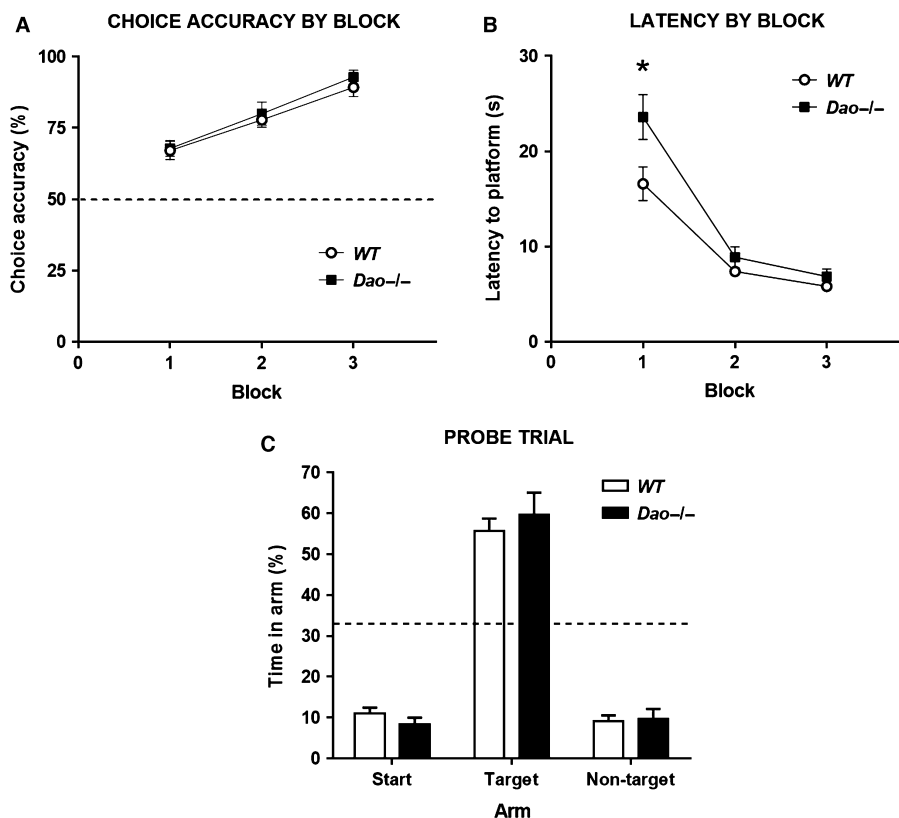 A
CHOICE ACCURACY BY BLOCK
Choice accuracy (%)
100
75
50
25
0
0 1 2 3
Block
WT
Dao–/–
B
LATENCY BY BLOCK
Latency to platform (s)
30
20
10
0
0 1 2 3
Block
*
WT
Dao–/–
C
PROBE TRIAL
Time in arm (%)
70
60
50
40
30
20
10
0
Start Target Non-target
Arm
WT
Dao–/–